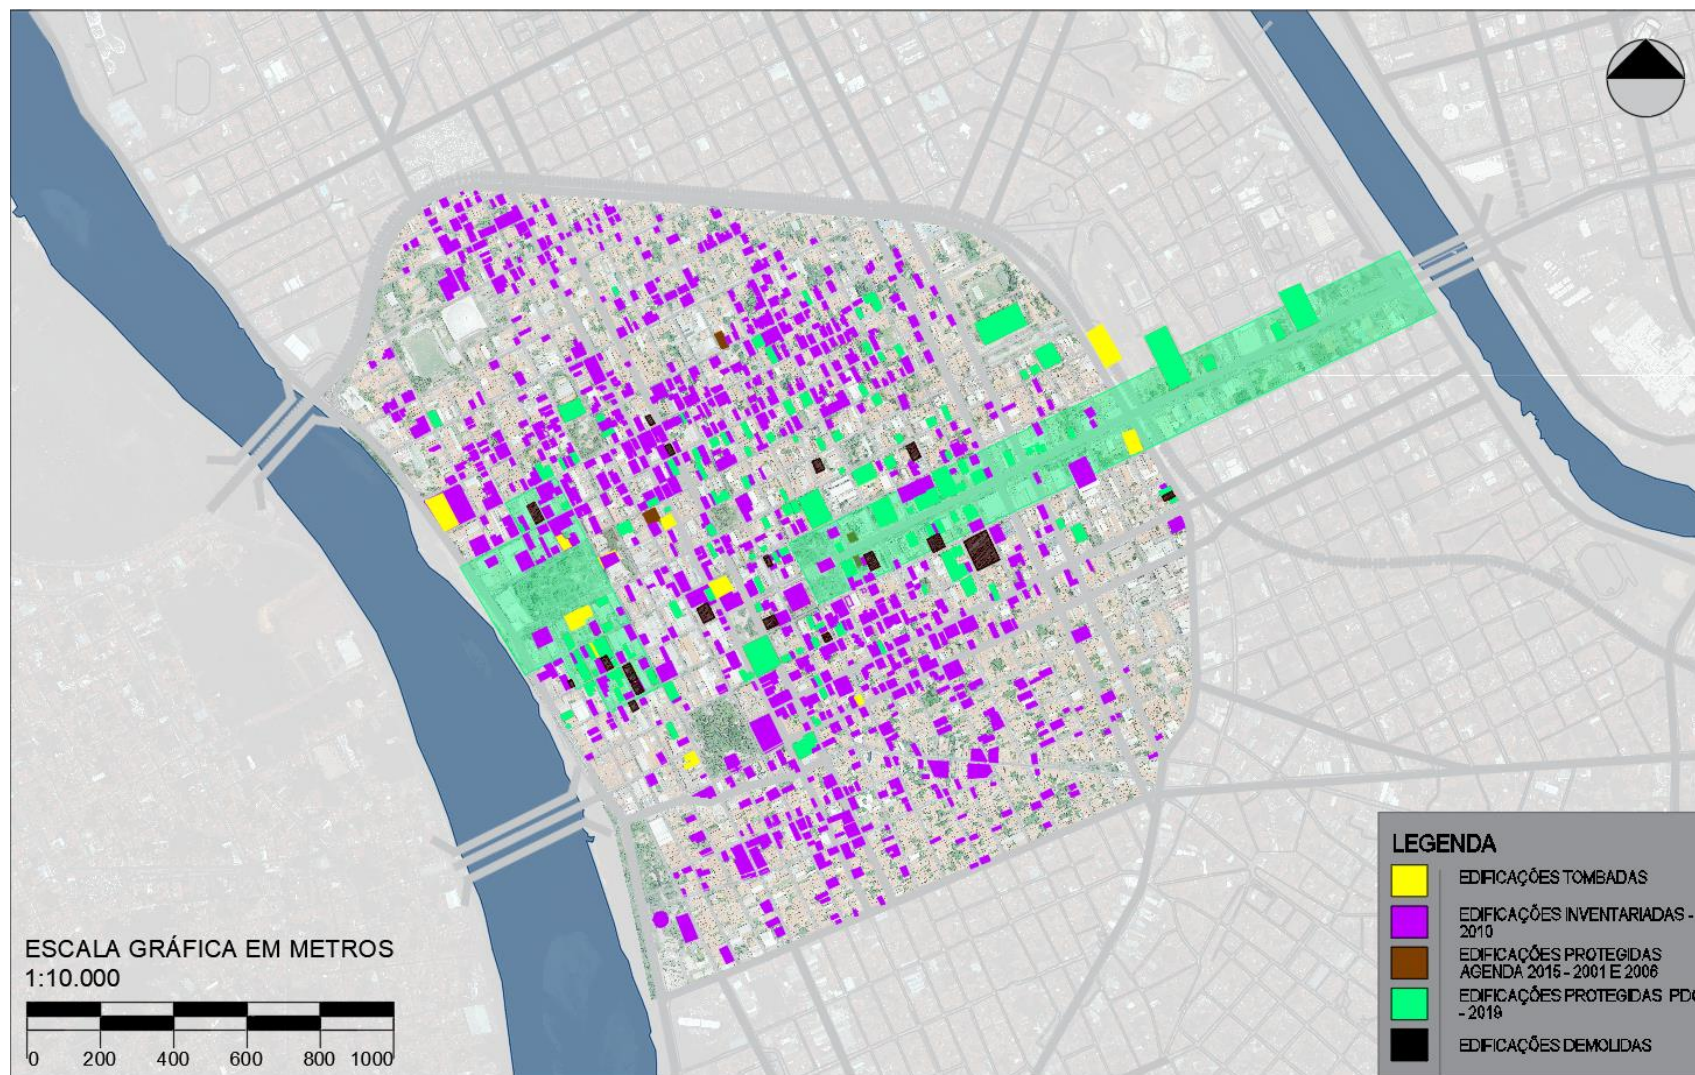 ESCALA GRÁFICA EM METROS
1:10.000
0 200 400 600 800 1000
LEGENDA
EDIFICAÇÕES TOMBADAS
EDIFICAÇÕES INVENTARIADAS -
2010
EDIFICAÇÕES PROTEGIDAS
AGENDA 2015 - 2001 E 2006
EDIFICAÇÕES PROTEGIDAS PD
- 2019
EDIFICAÇÕES DEMOLIDAS